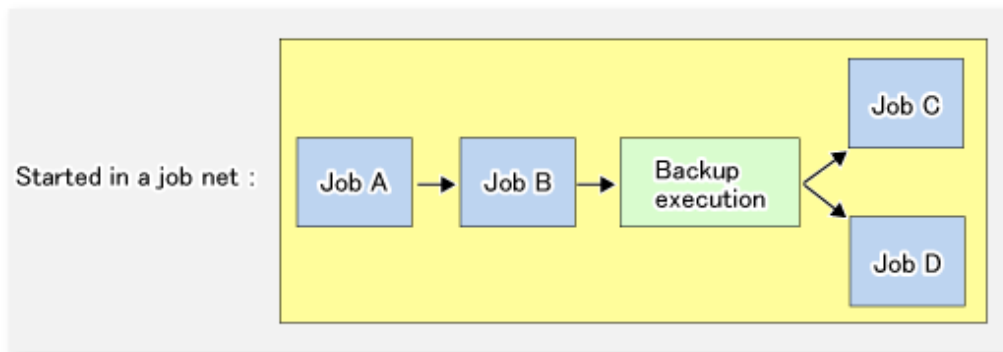 Started in a job net :
Job A
Job B
Backup
execution
Job C
Job D